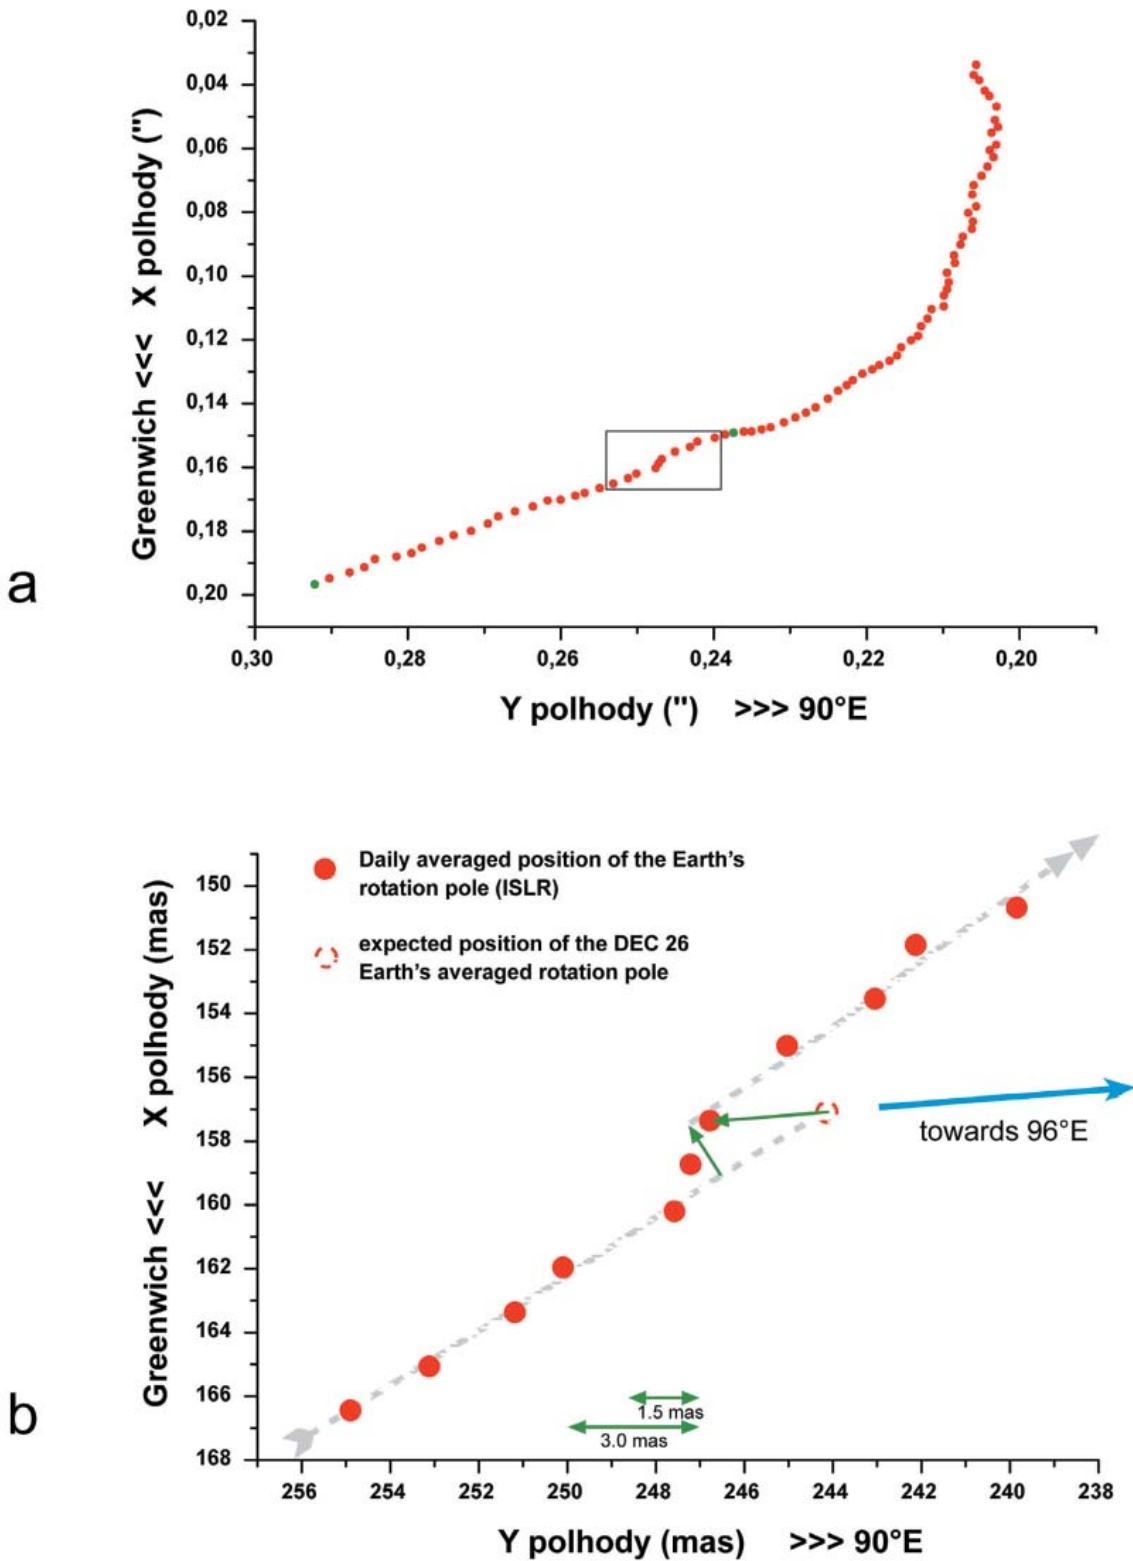 0,02
0,04
0,06
0,08
0,10
0,12
0,14
0,16
0,18
0,20
Greenwich <<< X polhody (")
a
0,30 0,28 0,26 0,24 0,22 0,20
Y polhody (") >>> 90°E
Daily averaged position of the Earth's
rotation pole (ISLR)
expected position of the DEC 26
Earth's averaged rotation pole
150
152
154
156
158
160
162
164
166
168
Greenwich <<< X polhody (mas)
towards 96°E
1.5 mas
3.0 mas
b
256 254 252 250 248 246 244 242 240 238
Y polhody (mas) >>> 90°E